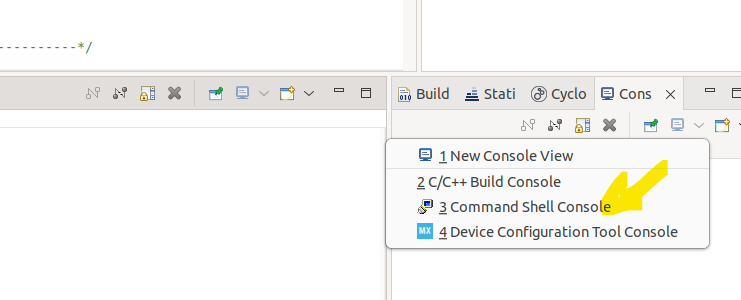 ----------*/
Build
Stati
Cyclo
Cons
1 New Console View
2 C/C++ Build Console
3 Command Shell Console
MX 4 Device Configuration Tool Console